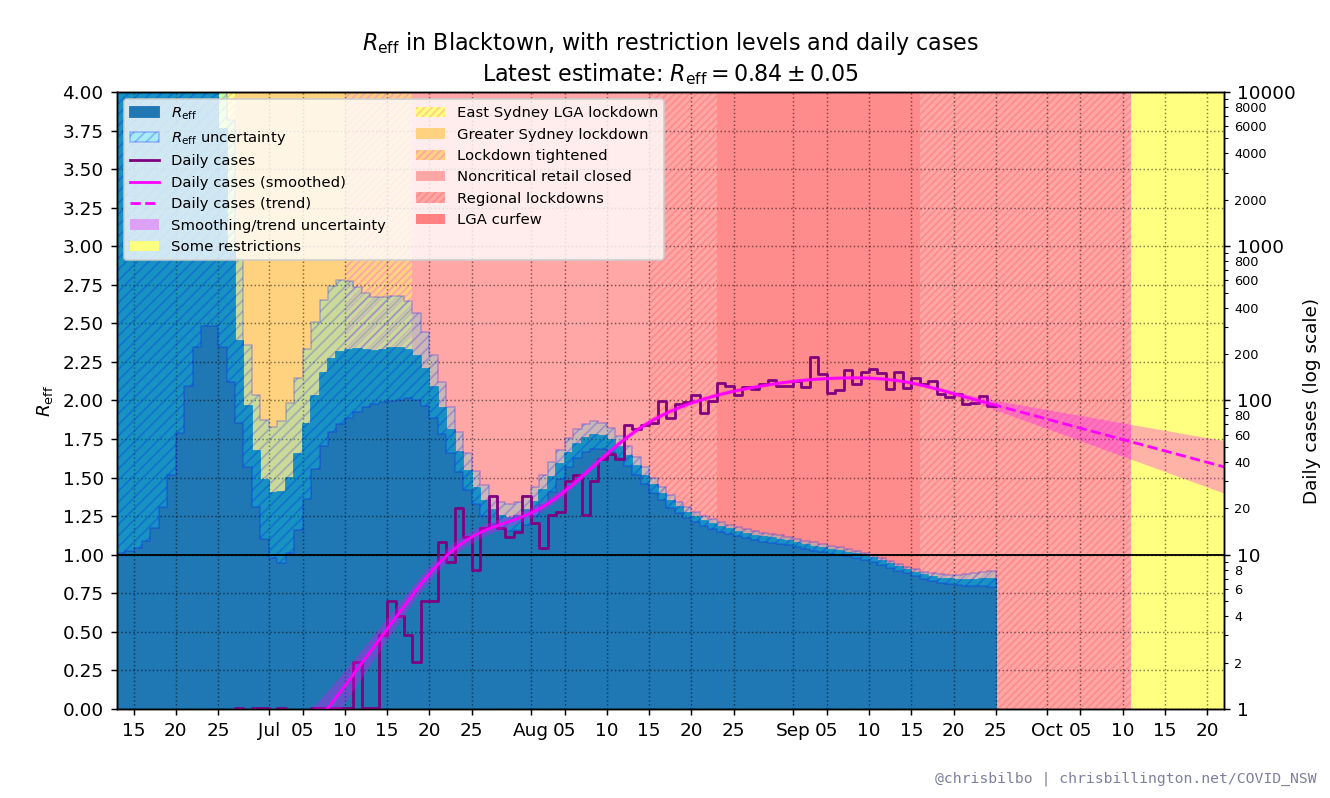 Reff in Blacktown, with restriction levels and daily cases
Latest estimate: Reff = 0.84 ± 0.05
Reff
Reff uncertainty
Daily cases
Daily cases (smoothed)
Daily cases (trend)
Smoothing/trend uncertainty
Some restrictions
East Sydney LGA lockdown
Greater Sydney lockdown
Lockdown tightened
Noncritical retail closed
Regional lockdowns
LGA curfew
4.00
3.75
3.50
3.25
3.00
2.75
2.50
2.25
2.00
1.75
1.50
1.25
1.00
0.75
0.50
0.25
0.00
Reff
10000
8000
6000
4000
2000
1000
800
600
400
200
100
80
60
40
20
10
8
6
4
2
1
Daily cases (log scale)
15 20 25 Jul 05 10 15 20 25 Aug 05 10 15 20 25 Sep 05 10 15 20 25 Oct 05 10 15 20
@chrisbilbo | chrisbillington.net/COVID_NSW